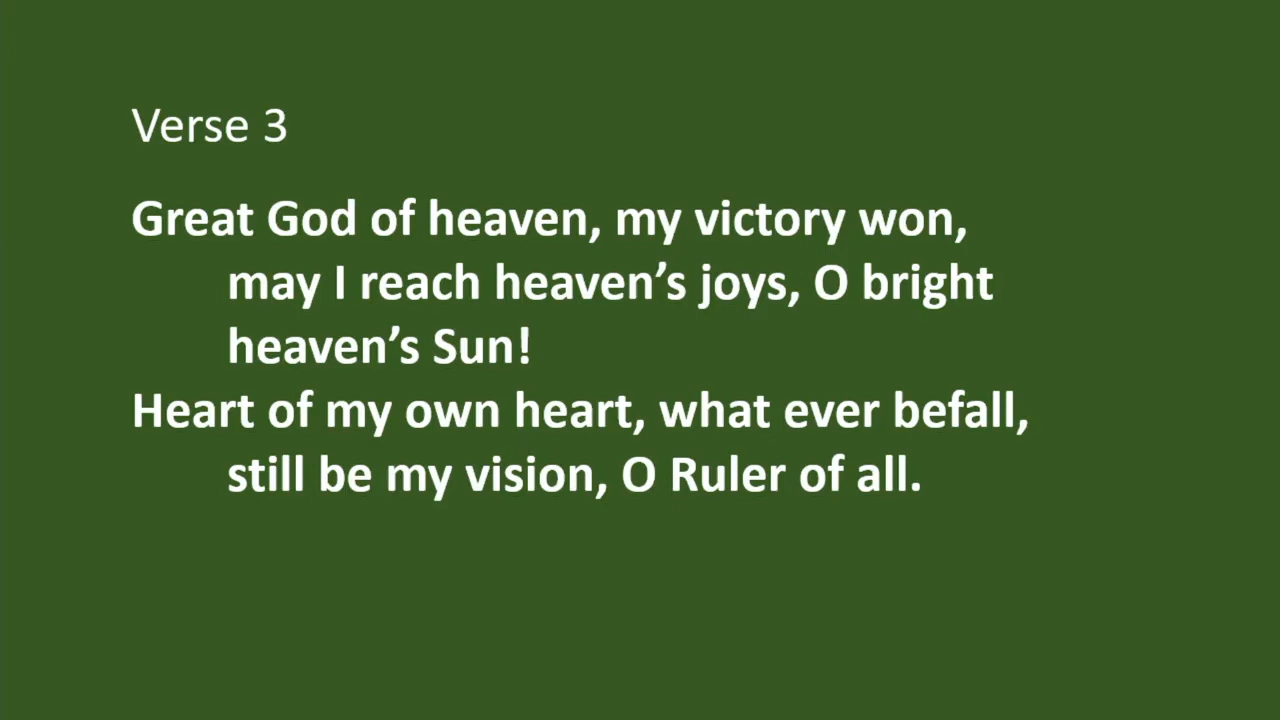 Verse 3
Great God of heaven, my victory won,
may I reach heaven’s joys, O bright
heaven’s Sun!
Heart of my own heart, what ever befall,
still be my vision, O Ruler of all.